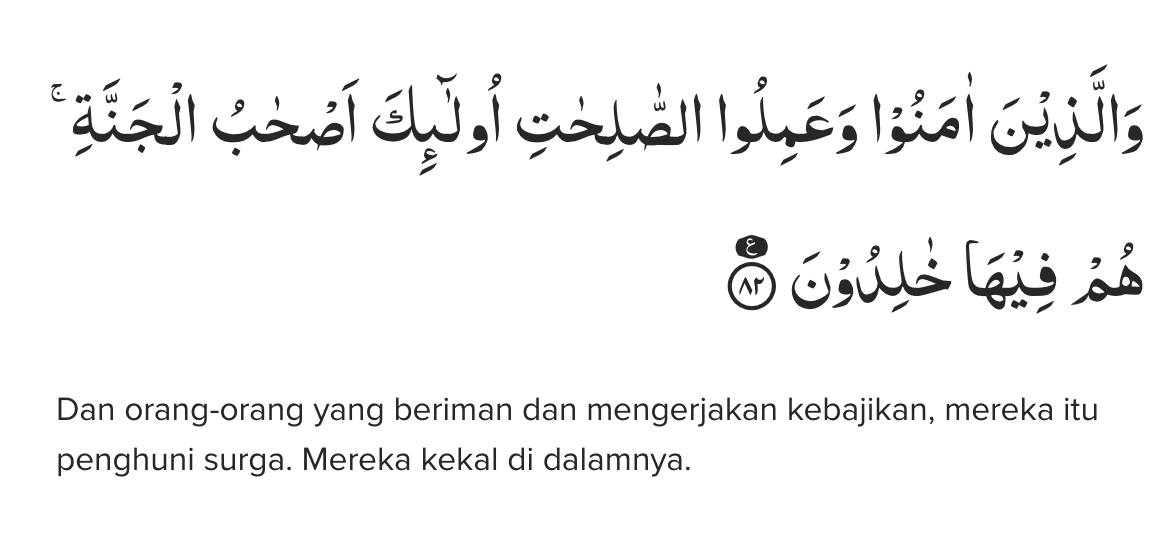 وَالَّذِيْنَ اٰمَنُوْا وَعَمِلُوا الصّٰلِحٰتِ اُولٰۤىِٕكَ اَصْحٰبُ الْجَنَّةِ ۚ
هُمْ فِيْهَا خٰلِدُوْنَ ࣖ ٨٢
Dan orang-orang yang beriman dan mengerjakan kebajikan, mereka itu
penghuni surga. Mereka kekal di dalamnya.